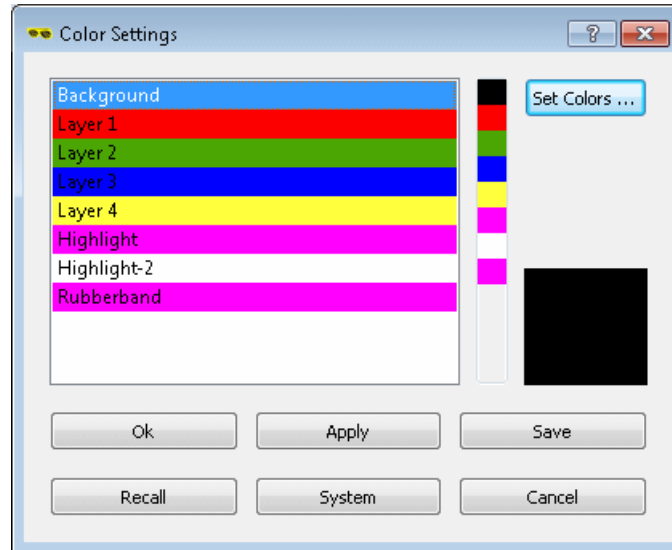 Color Settings
?
Background
Layer 1
Layer 2
Layer 3
Layer 4
Highlight
Highlight-2
Rubberband
Set Colors ...
Ok
Apply
Save
Recall
System
Cancel